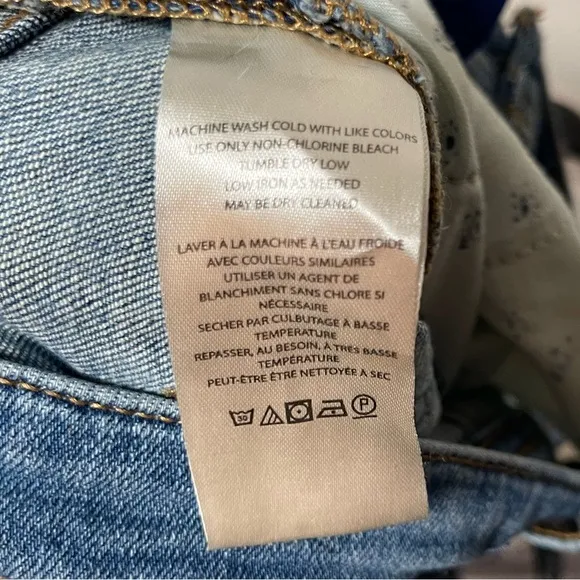 MACHINE WASH COLD WITH LIKE COLORS
USE ONLY NON-CHLORINE BLEACH
TUMBLE DRY LOW
LOW IRON AS NEEDED
MAY BE DRY CLEANED
LAVER À LA MACHINE À L'EAU FROIDE
AVEC COULEURS SIMILAIRES
UTILISER UN AGENT DE
BLANCHIMENT SANS CHLORE SI
NÉCESSAIRE
SECHER PAR CULBUTAGE À BASSE
TEMPERATURE
REPASSER, AU BESOIN, À TRES BASSE
TEMPÉRATURE
PEUT-ÊTRE ÊTRE NETTOYÉE A SEC
30 P